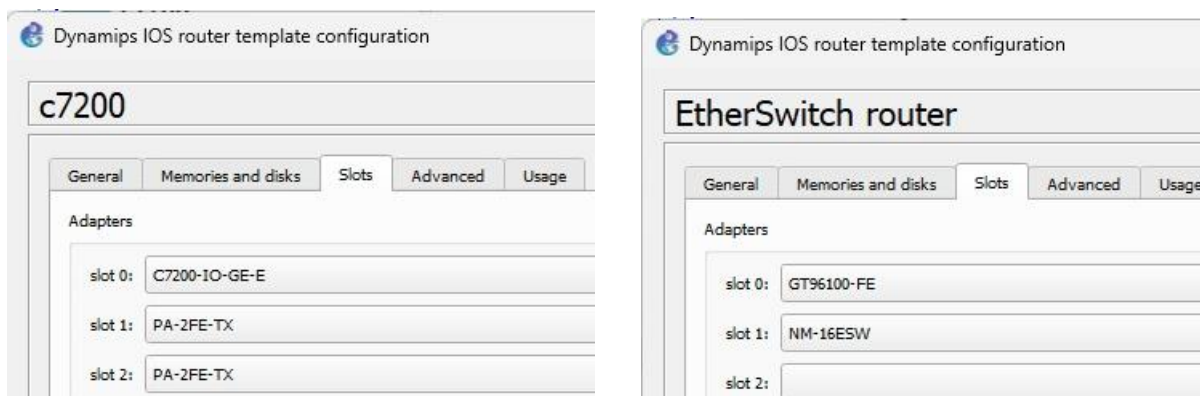 Dynamips IOS router template configuration
c7200
General Memories and disks Slots Advanced Usage
Adapters
slot 0: C7200-IO-GE-E
slot 1: PA-2FE-TX
slot 2: PA-2FE-TX
Dynamips IOS router template configuration
EtherSwitch router
General Memories and disks Slots Advanced Usage
Adapters
slot 0: GT96100-FE
slot 1: NM-16ESW
slot 2: